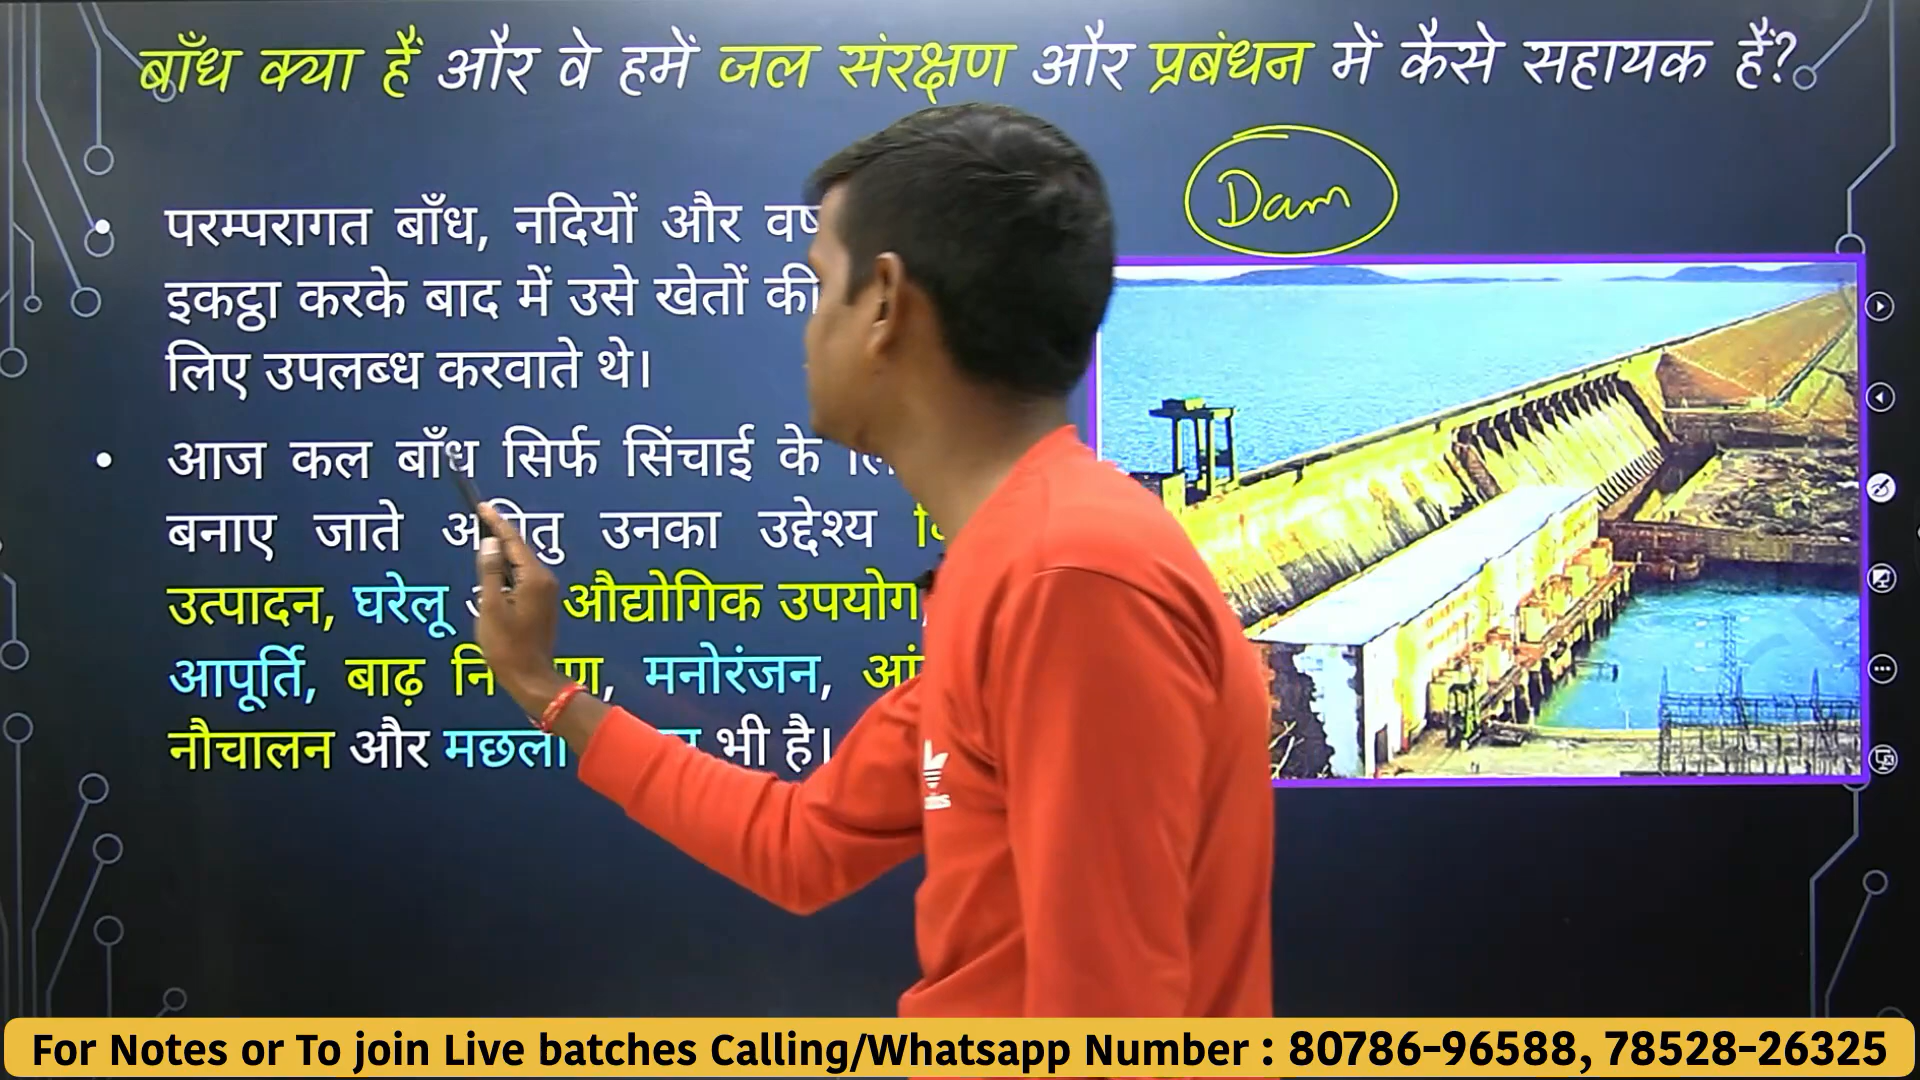 बाँध क्या हैं और वे हमें जल संरक्षण और प्रबंधन में कैसे सहायक हैं?
Dam
• परम्परागत बाँध, नदियों और
इकट्ठा करके बाद में उसे खेतों की
लिए उपलब्ध करवाते थे।
• आज कल बाँध सिर्फ सिंचाई के
बनाए जाते उनका उद्देश्य
उत्पादन, घरेलू औद्योगिक उपयोग
आपूर्ति, बाढ़ मनोरंजन,
नौचालन और भी है।
For Notes or To join Live batches Calling/Whatsapp Number : 80786-96588, 78528-26325